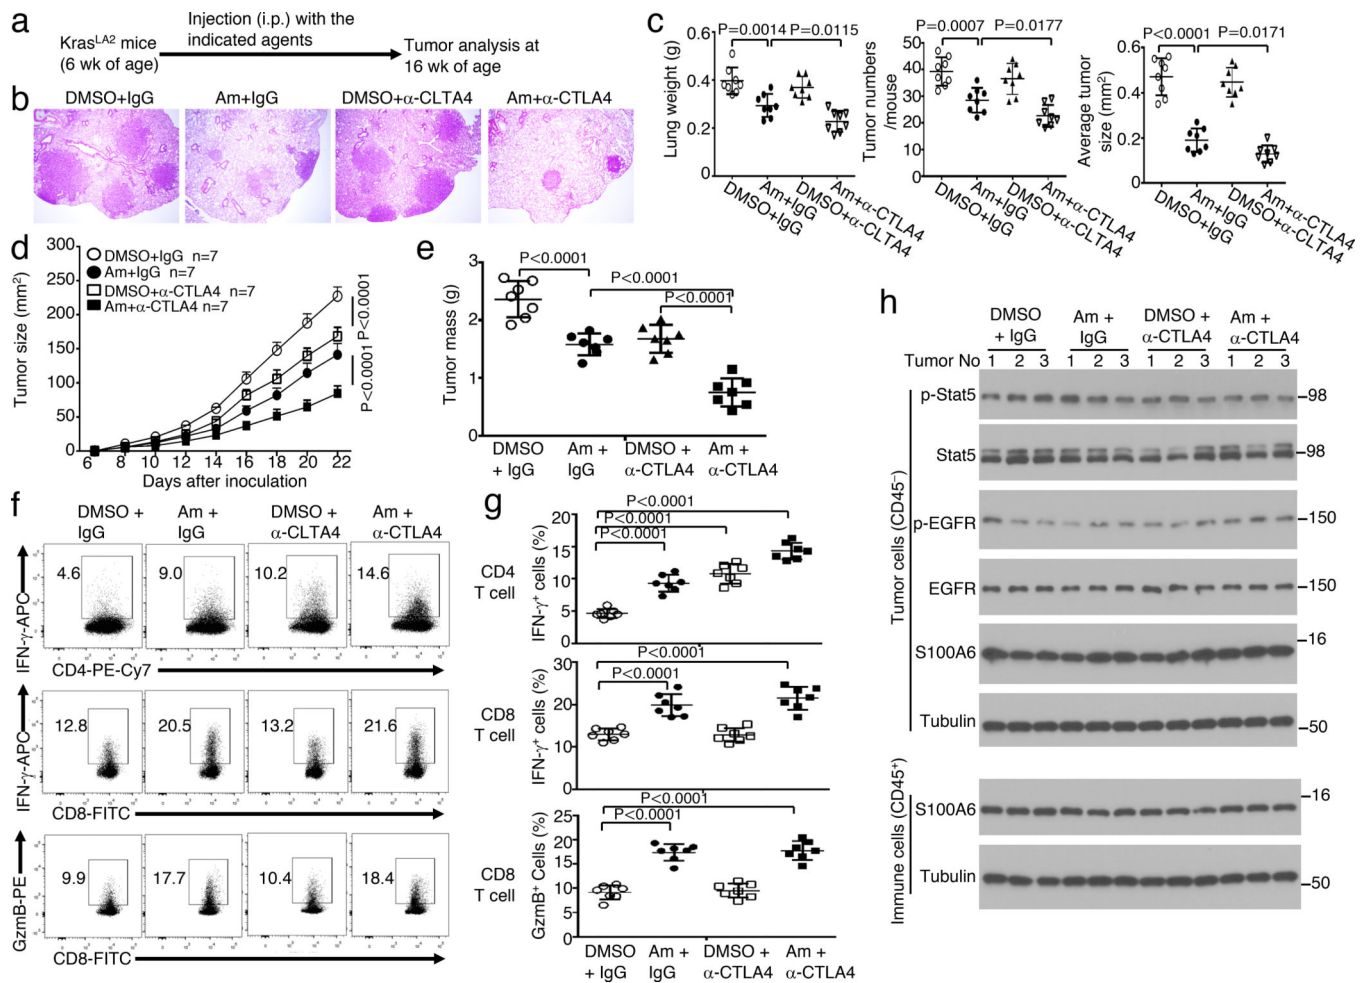 a
Kras^LA2 mice
(6 wk of age)
Injection (i.p.) with the
indicated agents
Tumor analysis at
16 wk of age
b
DMSO+IgG Am+IgG DMSO+α-CLTA4 Am+α-CTLA4
c
Lung weight (g)
0.6
0.4
0.2
0
P=0.0014 P=0.0115
DMSO+IgG
Am+IgG
DMSO+α-CLTA4
Am+α-CTLA4
Tumor numbers
/mouse
50
40
30
20
10
0
P=0.0007 P=0.0177
DMSO+IgG
Am+IgG
DMSO+α-CLTA4
Am+α-CTLA4
Average tumor
size (mm²)
0.6
0.4
0.2
0
P<0.0001 P=0.0171
DMSO+IgG
Am+IgG
DMSO+α-CLTA4
Am+α-CTLA4
d
Tumor size (mm²)
300
250
200
150
100
50
0
DMSO+IgG n=7
Am+IgG n=7
DMSO+α-CTLA4 n=7
Am+α-CTLA4 n=7
P<0.0001
P<0.0001
6 8 10 12 14 16 18 20 22
Days after inoculation
e
Tumor mass (g)
3
2
1
0
P<0.0001
P<0.0001
P<0.0001
DMSO + IgG
Am + IgG
DMSO + α-CTLA4
Am + α-CTLA4
f
DMSO + IgG
Am + IgG
DMSO + α-CLTA4
Am + α-CTLA4
IFN-γ-APC
4.6 9.0 10.2 14.6
CD4-PE-Cy7
IFN-γ-APC
12.8 20.5 13.2 21.6
CD8-FITC
GzmB-PE
9.9 17.7 10.4 18.4
CD8-FITC
g
CD4
T cell
IFN-γ⁺ cells (%)
20
15
10
5
0
P<0.0001
P<0.0001
P<0.0001
CD8
T cell
IFN-γ⁺ cells (%)
30
20
10
0
P<0.0001
P<0.0001
CD8
T cell
GzmB⁺ Cells (%)
25
20
15
10
5
0
P<0.0001
P<0.0001
DMSO + IgG
Am + IgG
DMSO + α-CTLA4
Am + α-CTLA4
h
DMSO + IgG
Am + IgG
DMSO + α-CTLA4
Am + α-CTLA4
Tumor No 1 2 3 1 2 3 1 2 3 1 2 3
Tumor cells (CD45⁻)
p-Stat5 98
Stat5 98
p-EGFR 150
EGFR 150
S100A6 16
Tubulin 50
Immune cells (CD45⁺)
S100A6 16
Tubulin 50